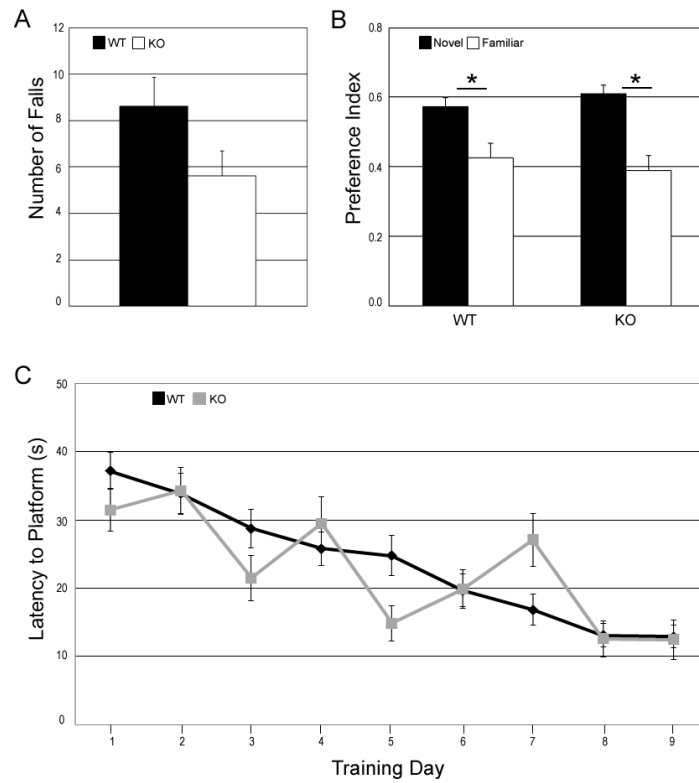 A
Number of Falls
12
10
8
6
4
2
0
WT KO
B
Preference Index
0.8
0.6
0.4
0.2
0.0
Novel Familiar
*
*
WT
KO
C
Latency to Platform (s)
50
40
30
20
10
0
WT KO
1 2 3 4 5 6 7 8 9
Training Day